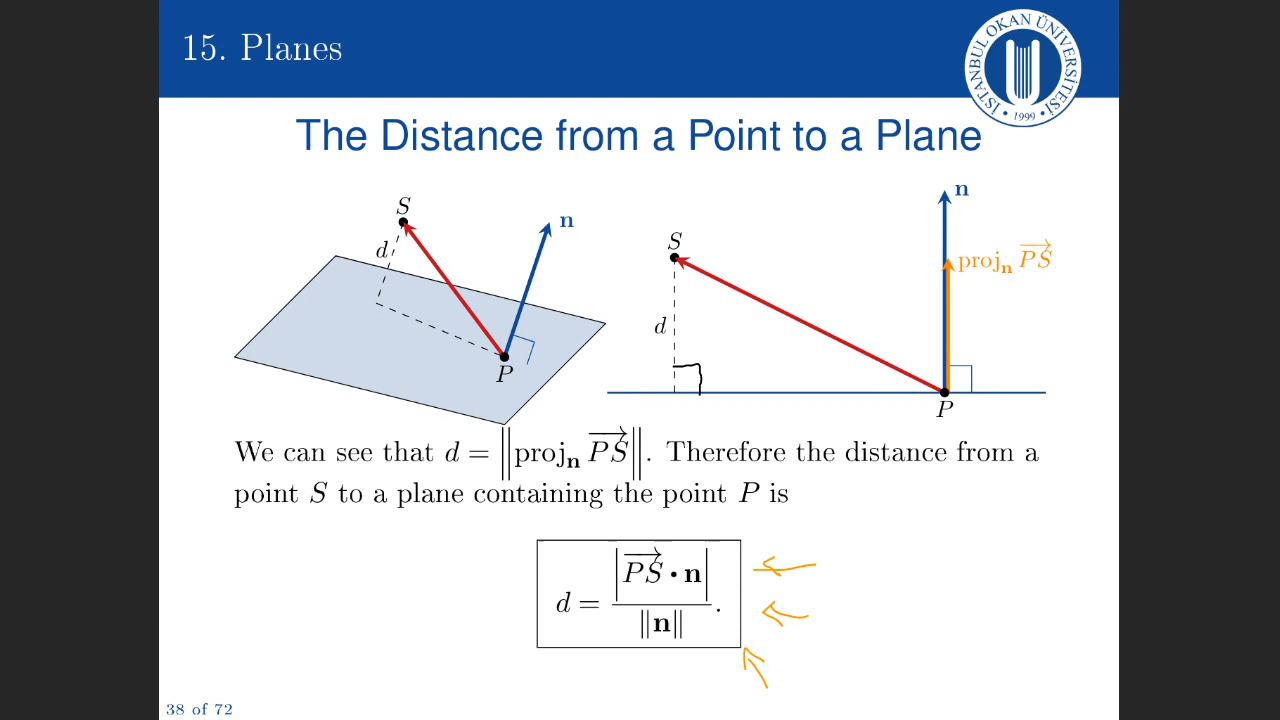 15. Planes
İSTANBUL OKAN ÜNİVERSİTESİ
• 1999 •
The Distance from a Point to a Plane
S
n
d
P
S
n
proj_n PS⃗
d
P
We can see that d = ‖proj_n PS⃗‖. Therefore the distance from a
point S to a plane containing the point P is
d = |PS⃗ • n| / ‖n‖.
38 of 72